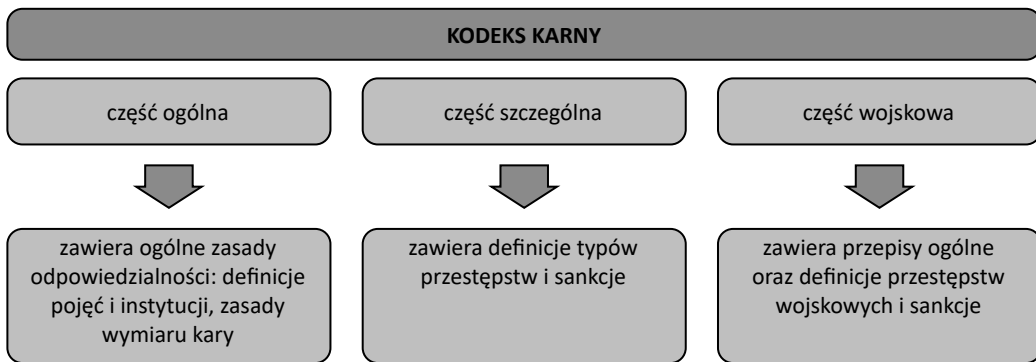 KODEKS KARNY
część ogólna
część szczególna
część wojskowa
zawiera ogólne zasady
odpowiedzialności: definicje
pojęć i instytucji, zasady
wymiaru kary
zawiera definicje typów
przestępstw i sankcje
zawiera przepisy ogólne
oraz definicje przestępstw
wojskowych i sankcje